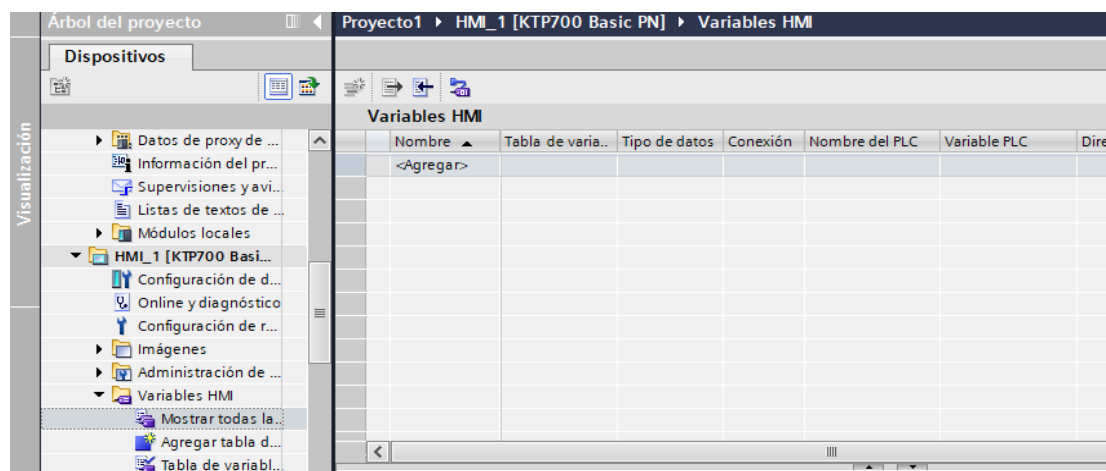 Árbol del proyecto
Proyecto1 ▸ HMI_1 [KTP700 Basic PN] ▸ Variables HMI
Dispositivos
Visualización
Datos de proxy de ...
Información del pr...
Supervisiones y avi...
Listas de textos de ...
Módulos locales
HMI_1 [KTP700 Basi...
Configuración de d...
Online y diagnóstico
Configuración de r...
Imágenes
Administración de ...
Variables HMI
Mostrar todas la...
Agregar tabla d...
Tabla de variabl...
Variables HMI
Nombre Tabla de varia.. Tipo de datos Conexión Nombre del PLC Variable PLC Dire
<Agregar>